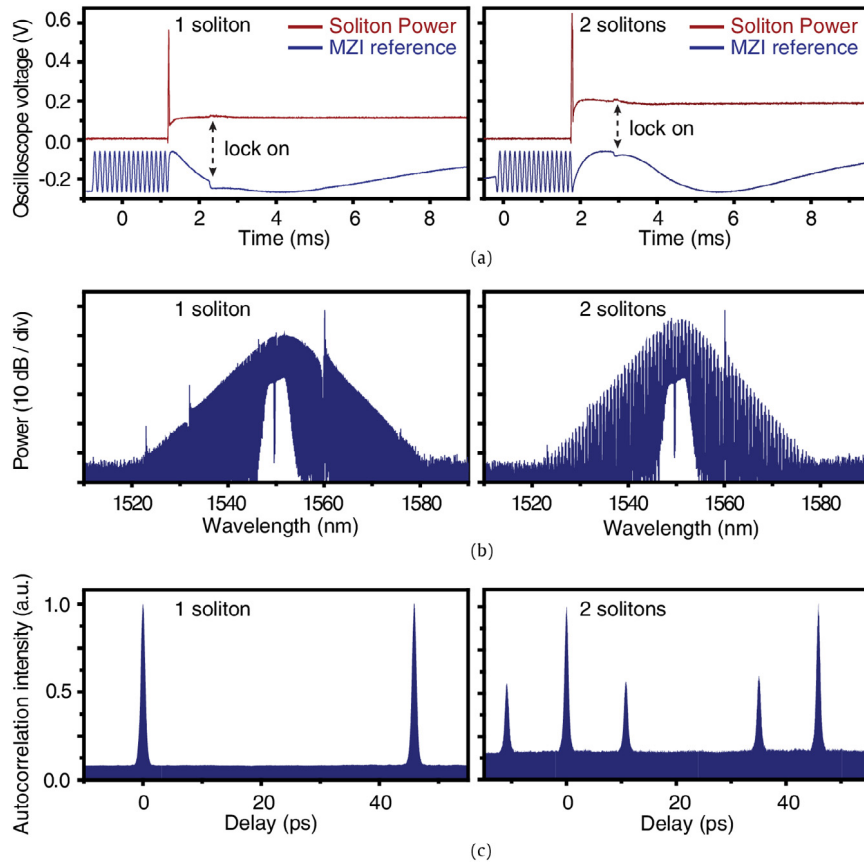 1 soliton
Soliton Power
MZI reference
2 solitons
Soliton Power
MZI reference
Oscilloscope voltage (V)
0.6
0.4
0.2
0.0
-0.2
lock on
lock on
0 2 4 6 8
0 2 4 6 8
Time (ms)
Time (ms)
(a)
1 soliton
2 solitons
Power (10 dB / div)
1520 1540 1560 1580
1520 1540 1560 1580
Wavelength (nm)
Wavelength (nm)
(b)
1 soliton
2 solitons
Autocorrelation intensity (a.u.)
1.0
0.5
0.0
0 20 40
0 20 40
Delay (ps)
Delay (ps)
(c)